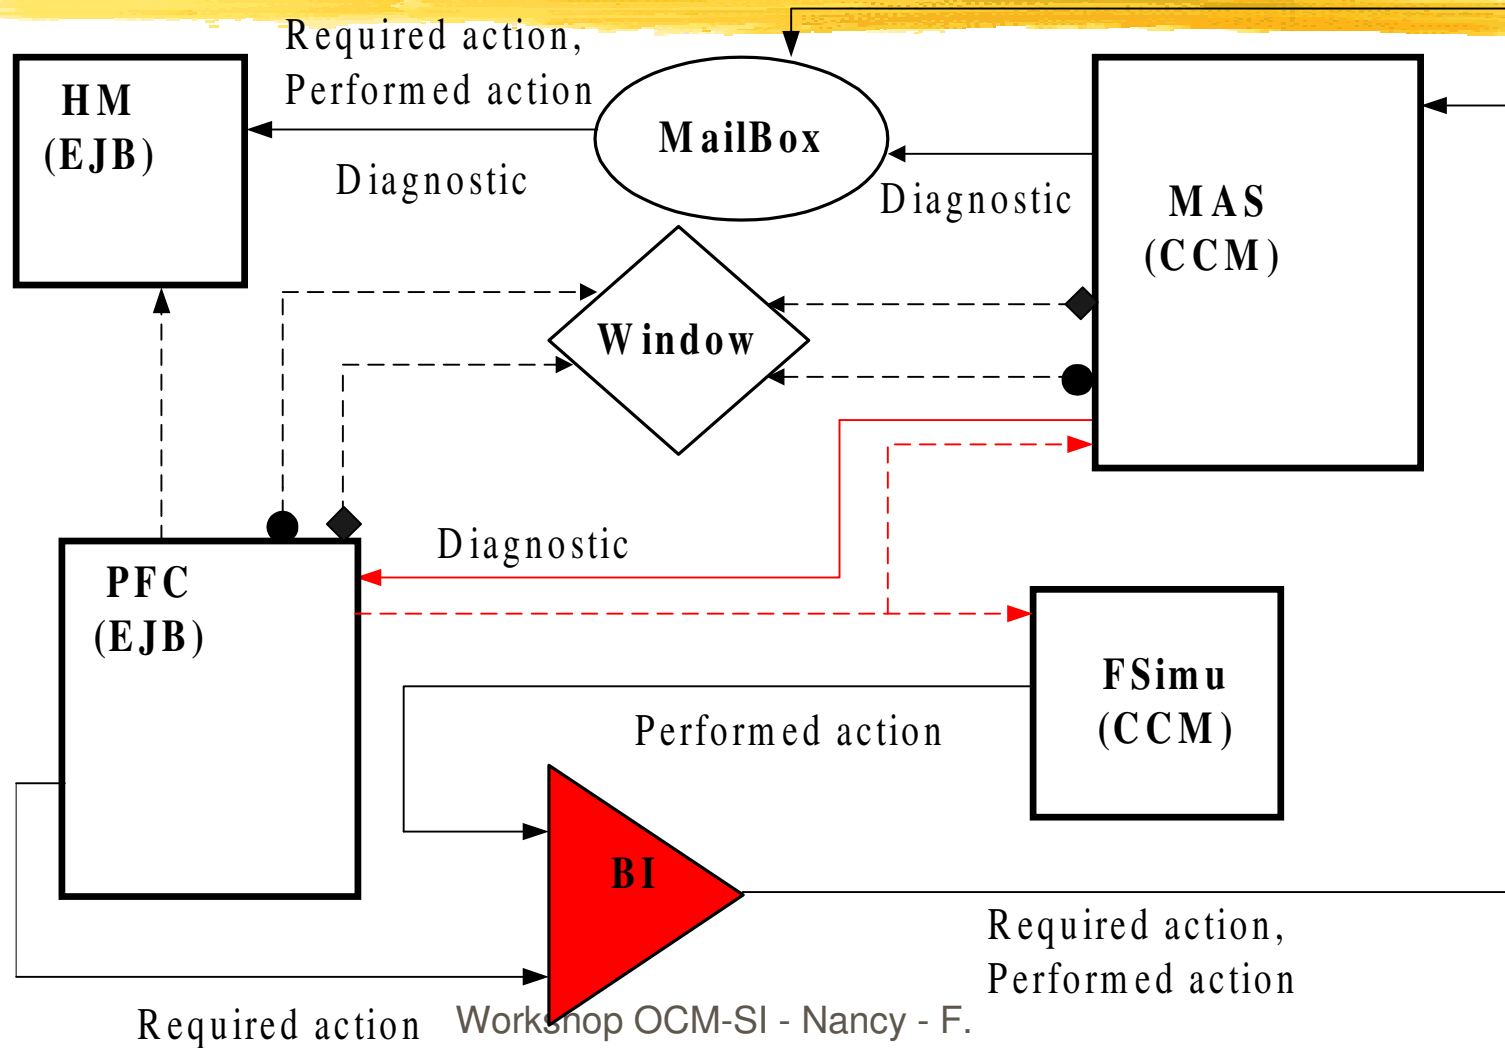 Required action,
Performed action
HM
(EJB)
MailBox
Diagnostic
Diagnostic
MAS
(CCM)
Window
Diagnostic
PFC
(EJB)
FSimu
(CCM)
Performed action
BI
Required action,
Performed action
Required action
Workshop OCM-SI - Nancy - F.